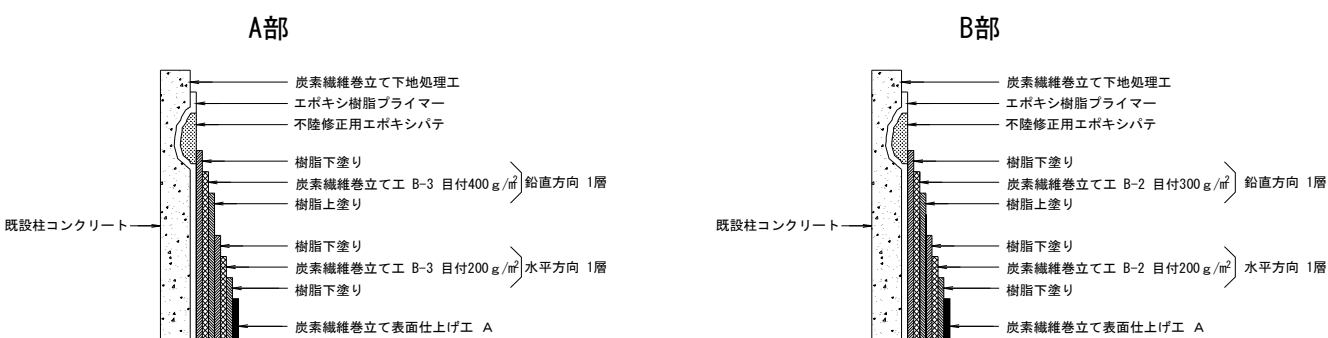 A部
炭素繊維巻立て下地処理工
エポキシ樹脂プライマー
不陸修正用エポキシパテ
樹脂下塗り
炭素繊維巻立て工 B-3 目付400g/㎡ 鉛直方向 1層
樹脂上塗り
既設柱コンクリート
樹脂下塗り
炭素繊維巻立て工 B-3 目付200g/㎡ 水平方向 1層
樹脂下塗り
炭素繊維巻立て表面仕上げ工 A
B部
炭素繊維巻立て下地処理工
エポキシ樹脂プライマー
不陸修正用エポキシパテ
樹脂下塗り
炭素繊維巻立て工 B-2 目付300g/㎡ 鉛直方向 1層
樹脂上塗り
既設柱コンクリート
樹脂下塗り
炭素繊維巻立て工 B-2 目付200g/㎡ 水平方向 1層
樹脂下塗り
炭素繊維巻立て表面仕上げ工 A